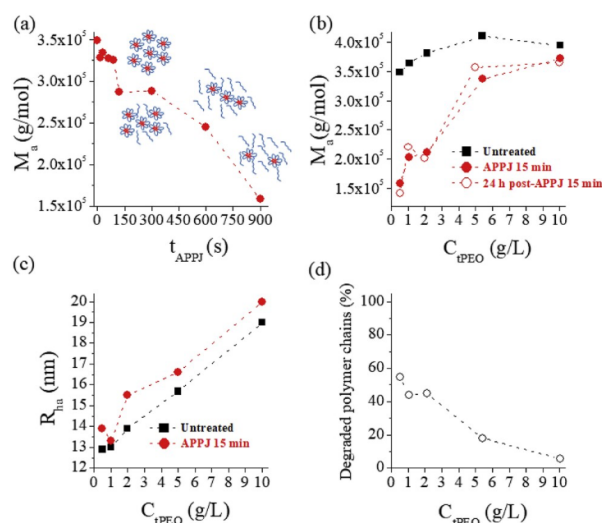 (a)
3.5x10⁵
3.0x10⁵
2.5x10⁵
2.0x10⁵
1.5x10⁵
Mₐ (g/mol)
0 150 300 450 600 750 900
t_APPJ (s)
(b)
4.0x10⁵
3.5x10⁵
3.0x10⁵
2.5x10⁵
2.0x10⁵
1.5x10⁵
Mₐ (g/mol)
Untreated
APPJ 15 min
24 h post-APPJ 15 min
0 1 2 3 4 5 6 7 8 9 10
C_tPEO (g/L)
(c)
20
19
18
17
16
15
14
13
12
R_ha (nm)
Untreated
APPJ 15 min
0 1 2 3 4 5 6 7 8 9 10
C_tPEO (g/L)
(d)
100
80
60
40
20
0
Degraded polymer chains (%)
0 1 2 3 4 5 6 7 8 9 10
C_tPEO (g/L)